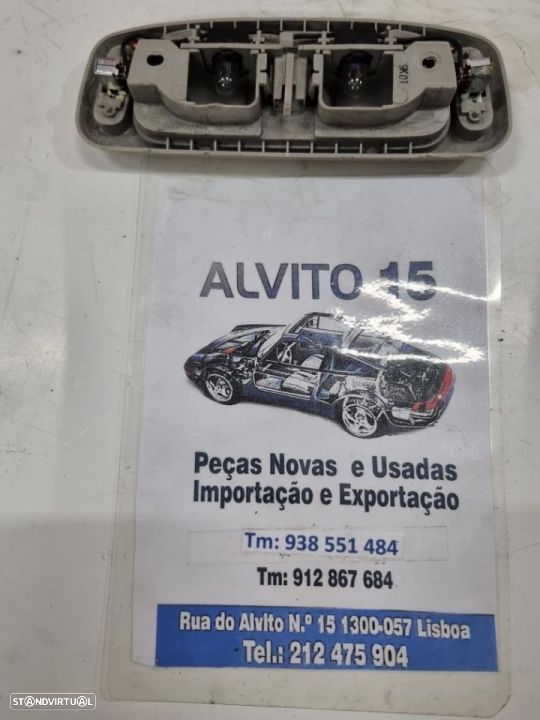 ALVITO 15
Peças Novas e Usadas
Importação e Exportação
Tm: 938 551 484
Tm: 912 867 684
Rua do Alvito N.º 15 1300-057 Lisboa
Tel.: 212 475 904
STANDVIRTUAL